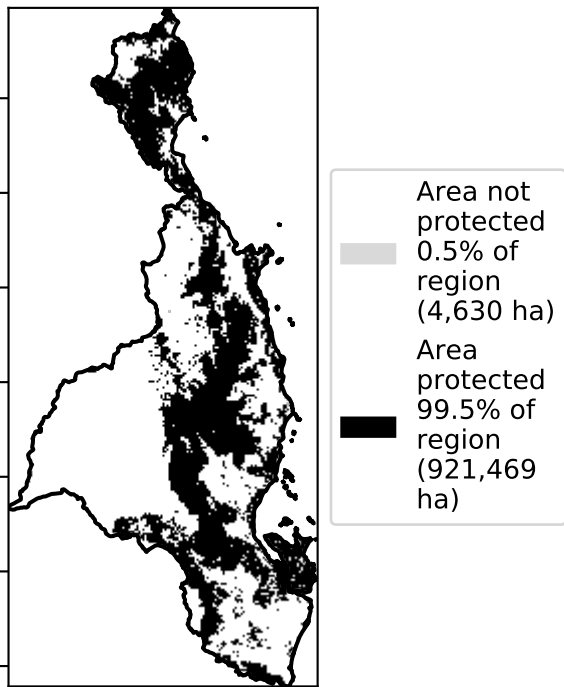 Area not
protected
0.5% of
region
(4,630 ha)
Area
protected
99.5% of
region
(921,469
ha)